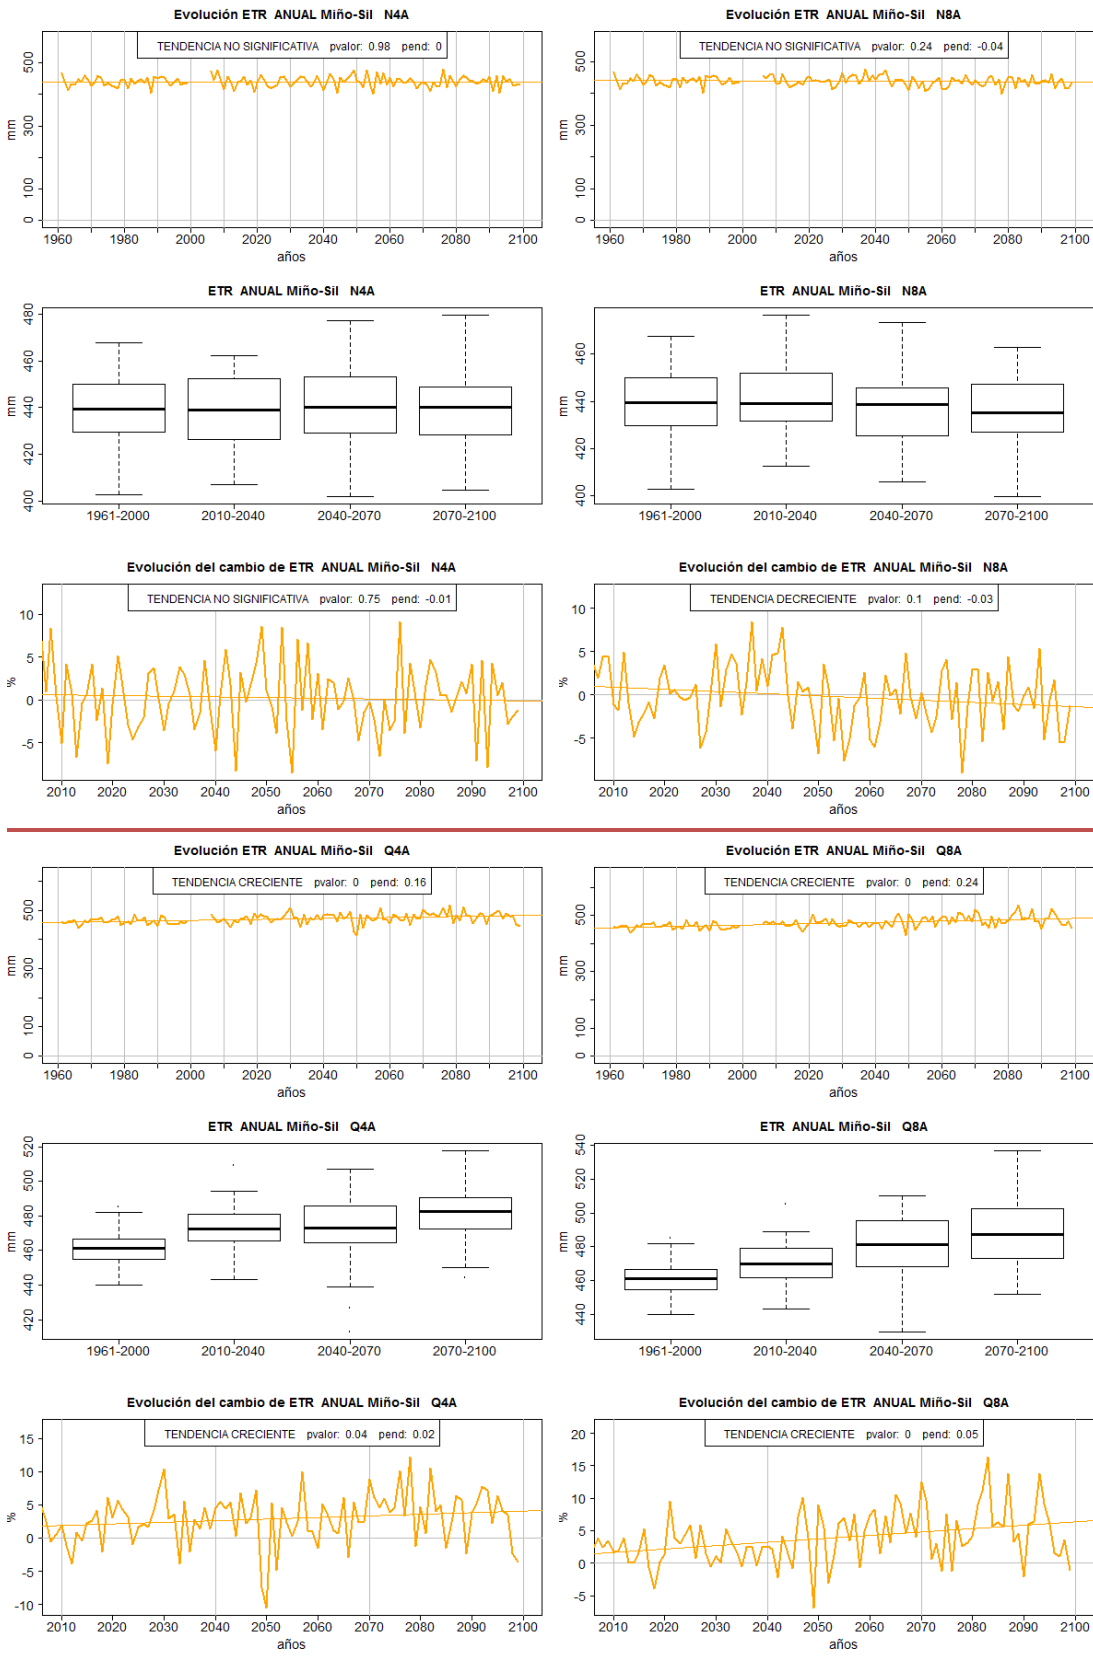 Evolución ETR ANUAL Miño-Sil N4A
TENDENCIA NO SIGNIFICATIVA pvalor: 0.98 pend: 0
mm
0 100 300 500
1960 1980 2000 2020 2040 2060 2080 2100
años
Evolución ETR ANUAL Miño-Sil N8A
TENDENCIA NO SIGNIFICATIVA pvalor: 0.24 pend: -0.04
mm
0 100 300 500
1960 1980 2000 2020 2040 2060 2080 2100
años
ETR ANUAL Miño-Sil N4A
mm
400 420 440 460 480
1961-2000 2010-2040 2040-2070 2070-2100
ETR ANUAL Miño-Sil N8A
mm
400 420 440 460
1961-2000 2010-2040 2040-2070 2070-2100
Evolución del cambio de ETR ANUAL Miño-Sil N4A
TENDENCIA NO SIGNIFICATIVA pvalor: 0.75 pend: -0.01
%
10
5
0
-5
2010 2020 2030 2040 2050 2060 2070 2080 2090 2100
años
Evolución del cambio de ETR ANUAL Miño-Sil N8A
TENDENCIA DECRECIENTE pvalor: 0.1 pend: -0.03
%
10
5
0
-5
2010 2020 2030 2040 2050 2060 2070 2080 2090 2100
años
Evolución ETR ANUAL Miño-Sil Q4A
TENDENCIA CRECIENTE pvalor: 0 pend: 0.16
mm
0 100 300 500
1960 1980 2000 2020 2040 2060 2080 2100
años
Evolución ETR ANUAL Miño-Sil Q8A
TENDENCIA CRECIENTE pvalor: 0 pend: 0.24
mm
0 100 300 500
1960 1980 2000 2020 2040 2060 2080 2100
años
ETR ANUAL Miño-Sil Q4A
mm
420 440 460 480 500 520
1961-2000 2010-2040 2040-2070 2070-2100
ETR ANUAL Miño-Sil Q8A
mm
440 460 480 500 520 540
1961-2000 2010-2040 2040-2070 2070-2100
Evolución del cambio de ETR ANUAL Miño-Sil Q4A
TENDENCIA CRECIENTE pvalor: 0.04 pend: 0.02
%
15
10
5
0
-5
-10
2010 2020 2030 2040 2050 2060 2070 2080 2090 2100
años
Evolución del cambio de ETR ANUAL Miño-Sil Q8A
TENDENCIA CRECIENTE pvalor: 0 pend: 0.05
%
20
15
10
5
0
-5
2010 2020 2030 2040 2050 2060 2070 2080 2090 2100
años